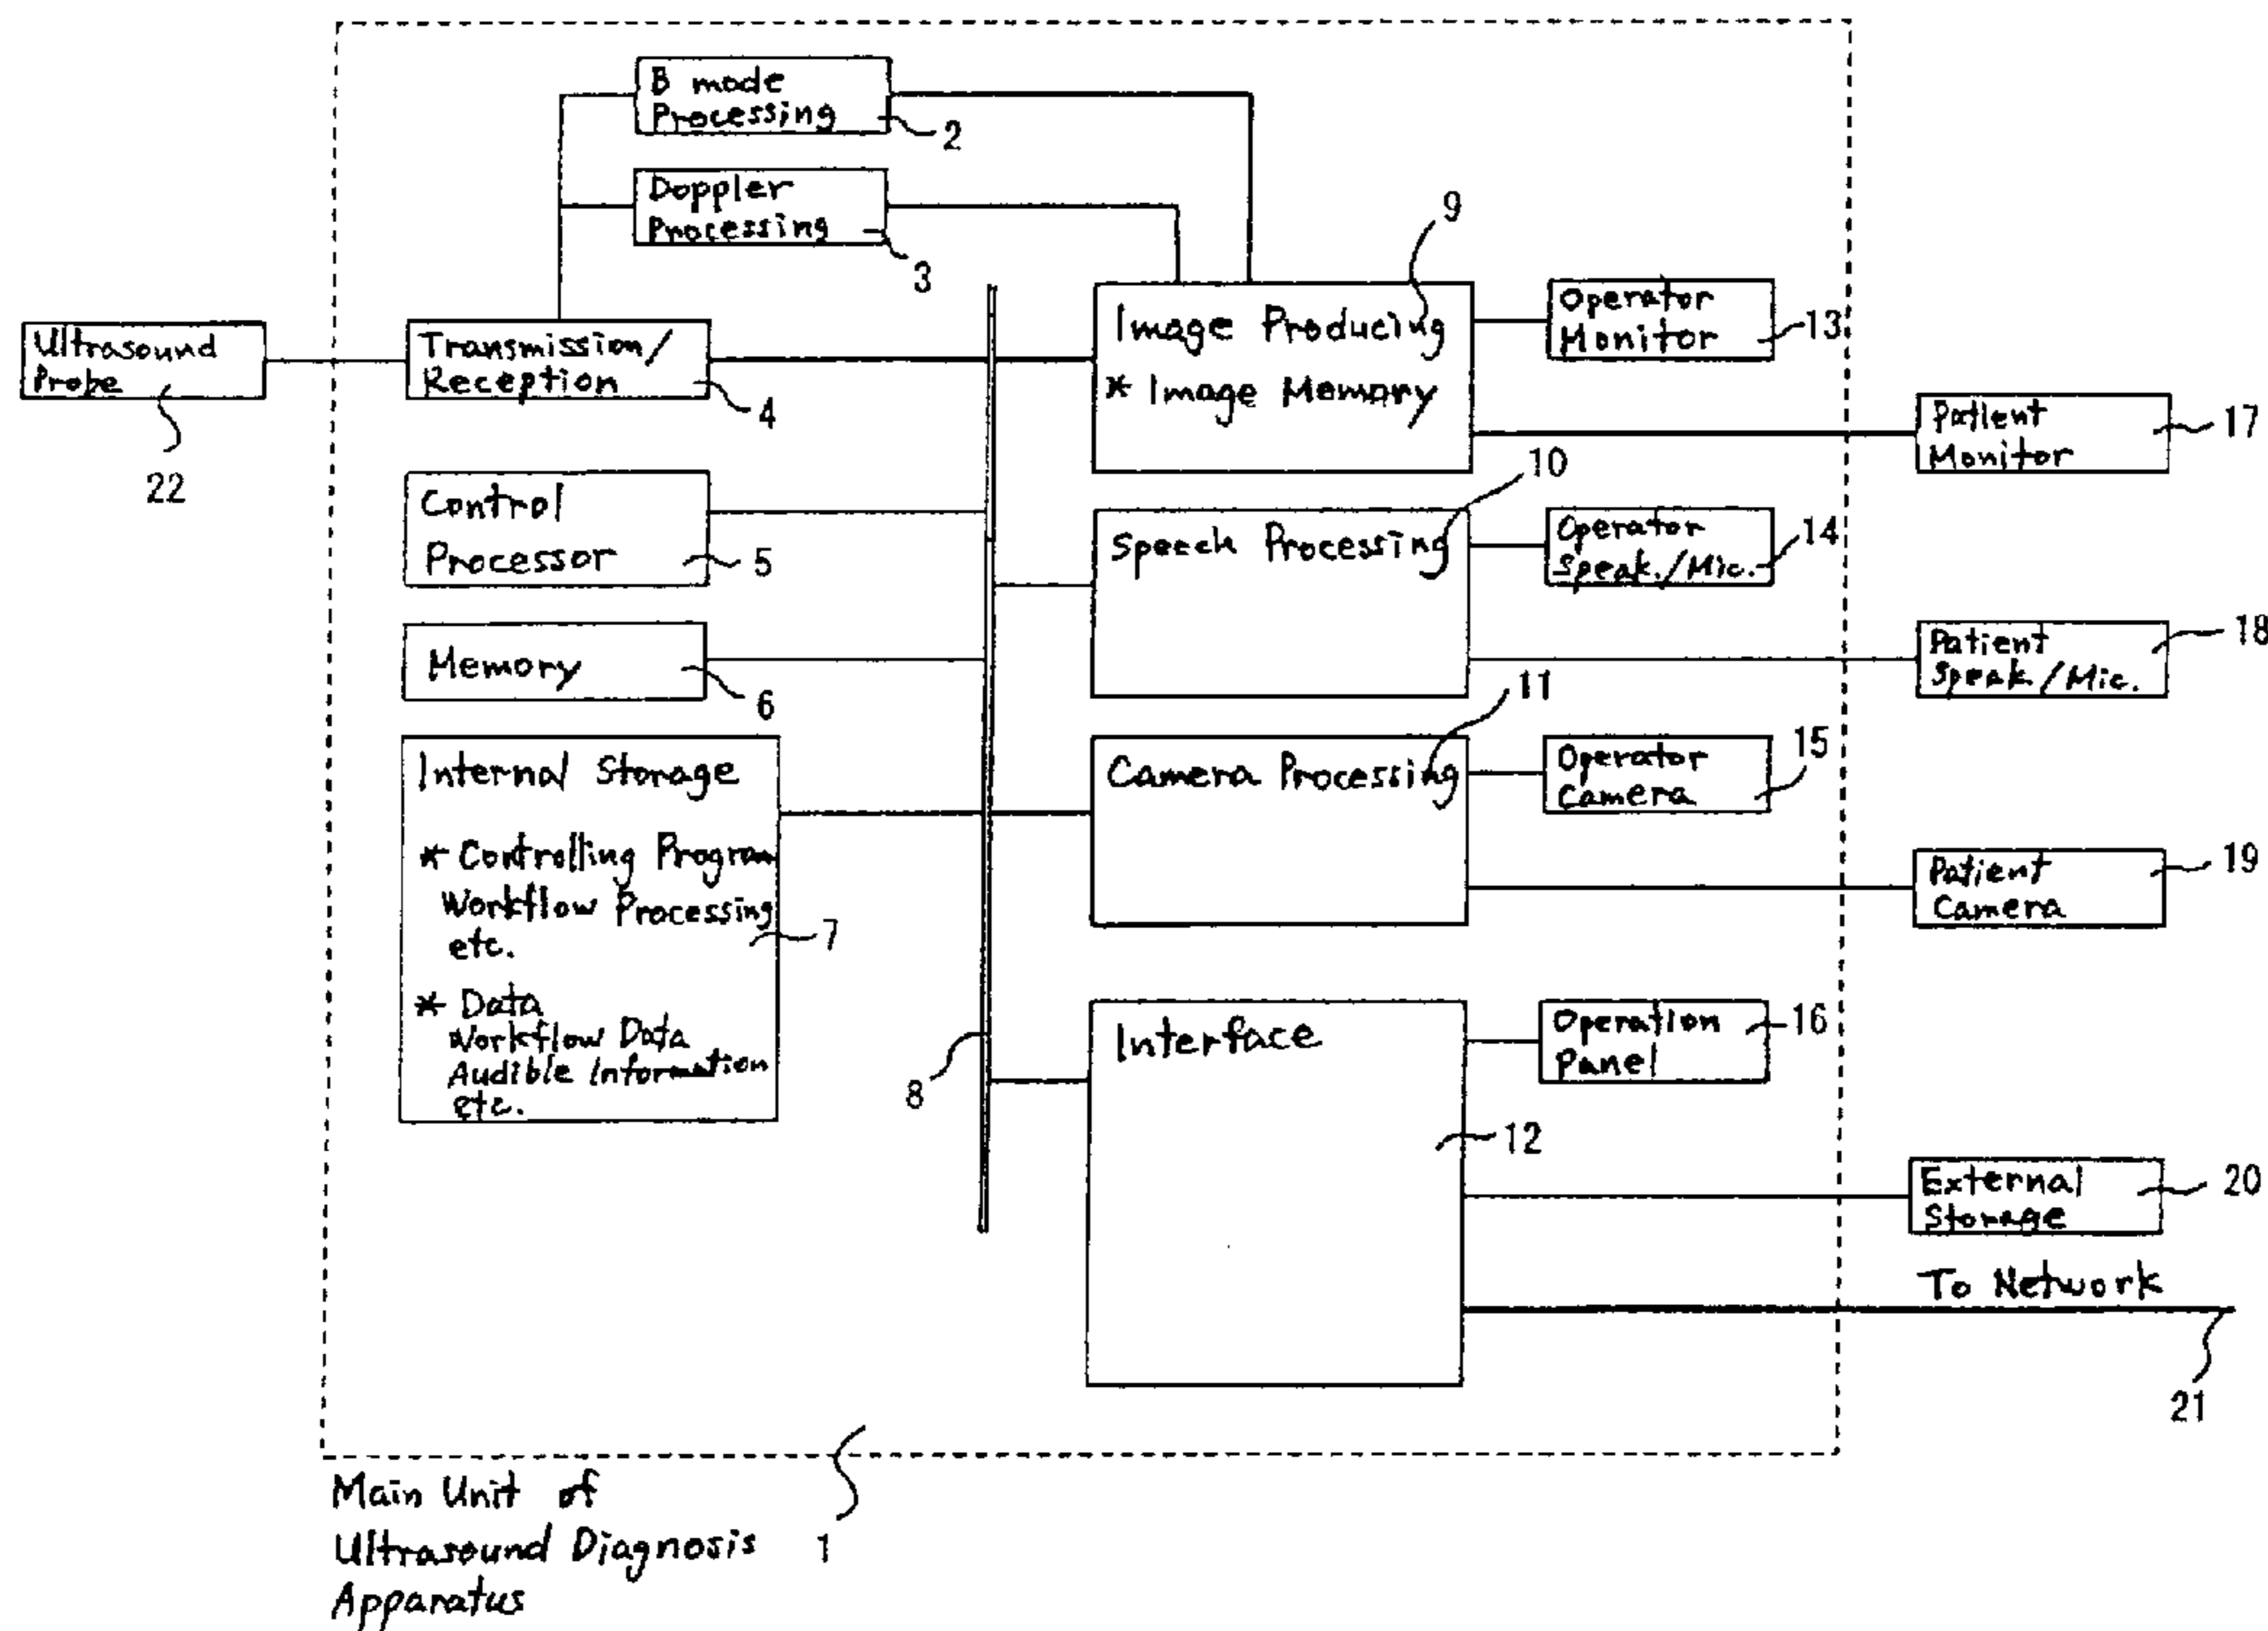 B mode
Processing
2
Doppler
Processing
3
9
Ultrasound
Probe
22
Transmission/
Reception
4
Image Producing
* Image Memory
Operator
Monitor
13
Patient
Monitor
17
Control
Processor
5
10
Speech Processing
Operator
Speak./Mic.
14
Patient
Speak./Mic.
18
Memory
6
11
Internal Storage
* Controlling Program
Workflow Processing
etc.
* Data
Workflow Data
Audible Information
etc.
7
Camera Processing
Operator
Camera
15
Patient
Camera
19
8
Interface
12
Operation
Panel
16
External
Storage
20
To Network
21
Main Unit of
Ultrasound Diagnosis
Apparatus
1